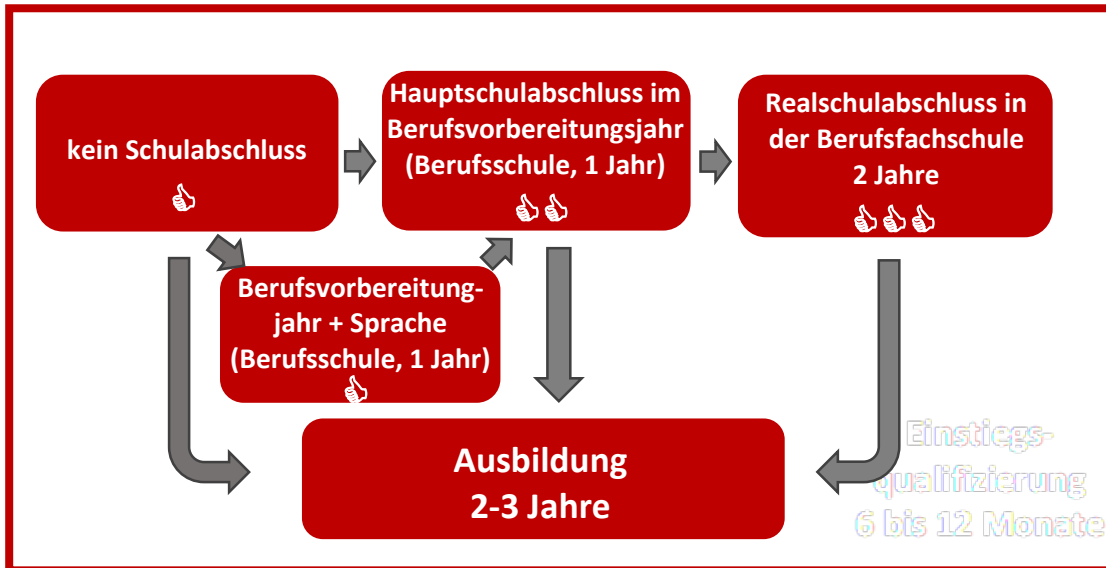 kein Schulabschluss
👍
Hauptschulabschluss im
Berufsvorbereitungsjahr
(Berufsschule, 1 Jahr)
👍👍
Realschulabschluss in
der Berufsfachschule
2 Jahre
👍👍👍
Berufsvorbereitung-
jahr + Sprache
(Berufsschule, 1 Jahr)
👍
Ausbildung
2-3 Jahre
Einstiegs-
qualifizierung
6 bis 12 Monate